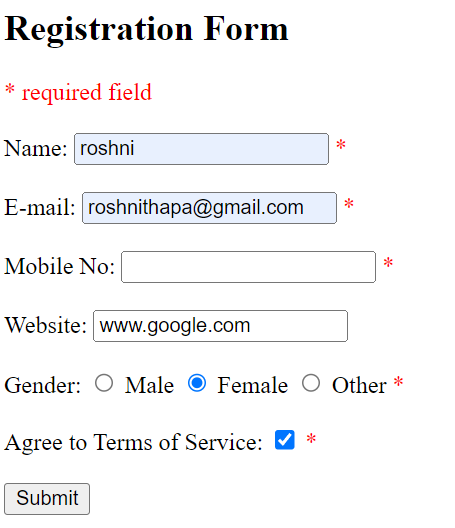 Registration Form
* required field
Name: roshni *
E-mail: roshnithapa@gmail.com *
Mobile No: *
Website: www.google.com
Gender: Male Female Other *
Agree to Terms of Service: *
Submit